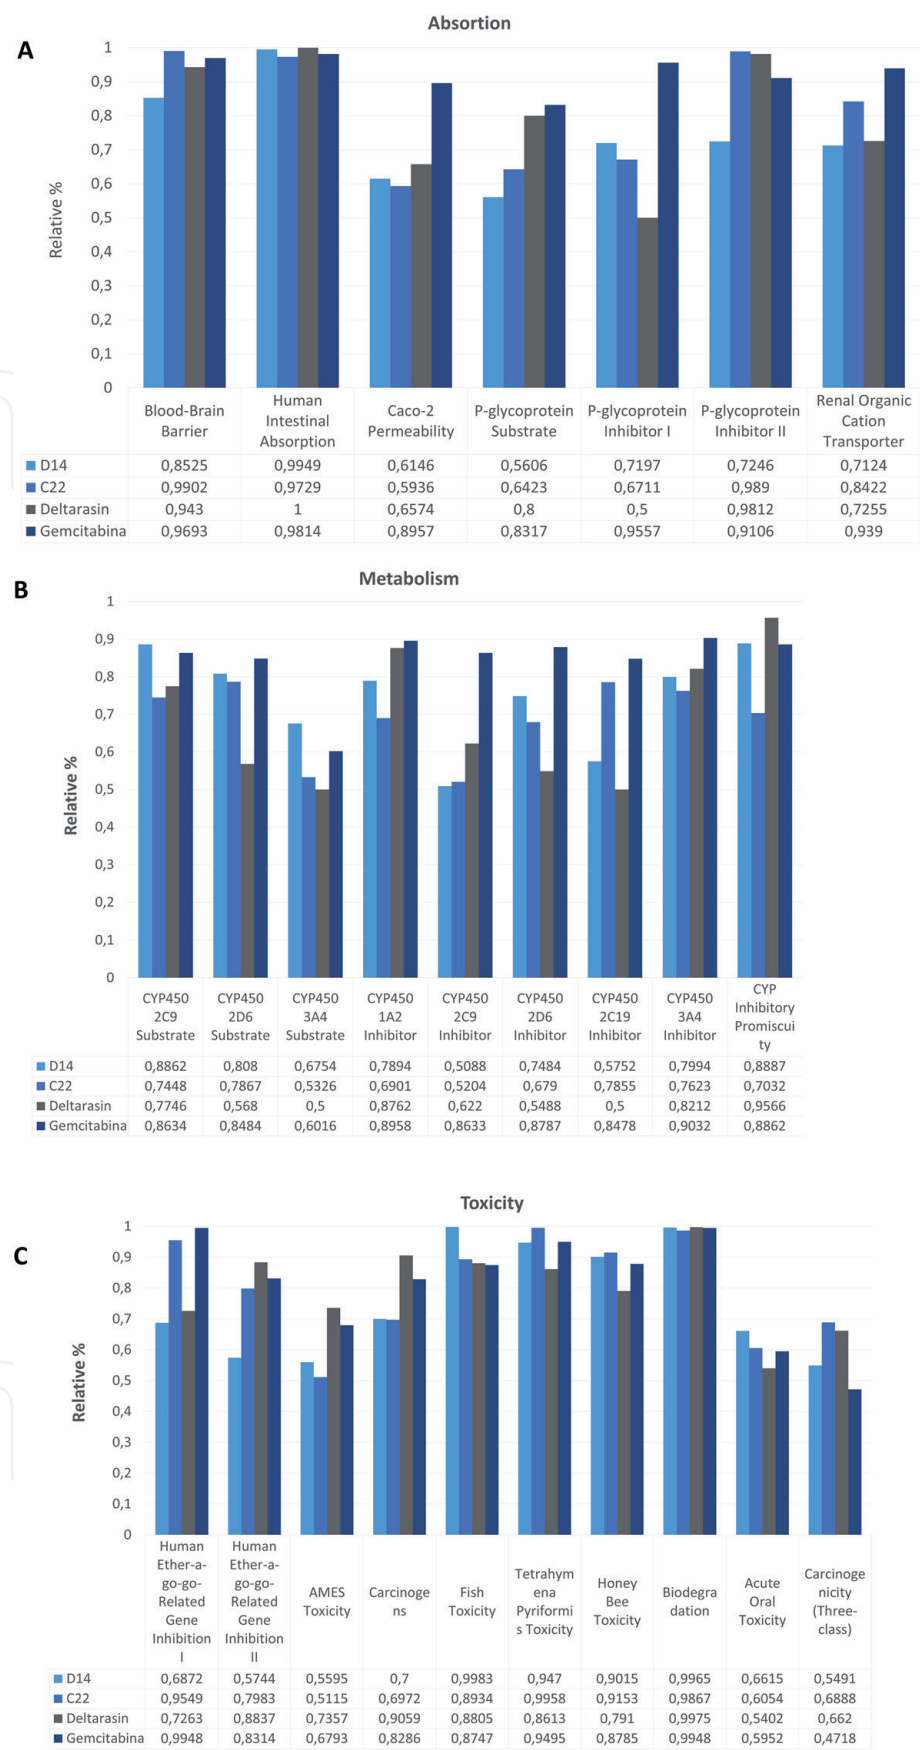 Absortion
A
1
0,9
0,8
0,7
0,6
0,5
0,4
0,3
0,2
0,1
0
Relative %
Blood-Brain
Barrier
Human
Intestinal
Absorption
Caco-2
Permeability
P-glycoprotein
Substrate
P-glycoprotein
Inhibitor I
P-glycoprotein
Inhibitor II
Renal Organic
Cation
Transporter
D14 0,8525 0,9949 0,6146 0,5606 0,7197 0,7246 0,7124
C22 0,9902 0,9729 0,5936 0,6423 0,6711 0,989 0,8422
Deltarasin 0,943 1 0,6574 0,8 0,5 0,9812 0,7255
Gemcitabina 0,9693 0,9814 0,8957 0,8317 0,9557 0,9106 0,939
Metabolism
B
1
0,9
0,8
0,7
0,6
0,5
0,4
0,3
0,2
0,1
0
Relative %
CYP450
2C9
Substrate
CYP450
2D6
Substrate
CYP450
3A4
Substrate
CYP450
1A2
Inhibitor
CYP450
2C9
Inhibitor
CYP450
2D6
Inhibitor
CYP450
2C19
Inhibitor
CYP450
3A4
Inhibitor
CYP
Inhibitory
Promiscui
ty
D14 0,8862 0,808 0,6754 0,7894 0,5088 0,7484 0,5752 0,7994 0,8887
C22 0,7448 0,7867 0,5326 0,6901 0,5204 0,679 0,7855 0,7623 0,7032
Deltarasin 0,7746 0,568 0,5 0,8762 0,622 0,5488 0,5 0,8212 0,9566
Gemcitabina 0,8634 0,8484 0,6016 0,8958 0,8633 0,8787 0,8478 0,9032 0,8862
Toxicity
C
1
0,9
0,8
0,7
0,6
0,5
0,4
0,3
0,2
0,1
0
Relative %
Human
Ether-a-
go-go-
Related
Gene
Inhibition
I
Human
Ether-a-
go-go-
Related
Gene
Inhibition
II
AMES
Toxicity
Carcinoge
ns
Fish
Toxicity
Tetrahym
ena
Pyriformi
s Toxicity
Honey
Bee
Toxicity
Biodegra
dation
Acute
Oral
Toxicity
Carcinoge
nicity
(Three-
class)
D14 0,6872 0,5744 0,5595 0,7 0,9983 0,947 0,9015 0,9965 0,6615 0,5491
C22 0,9549 0,7983 0,5115 0,6972 0,8934 0,9958 0,9153 0,9867 0,6054 0,6888
Deltarasin 0,7263 0,8837 0,7357 0,9059 0,8805 0,8613 0,791 0,9975 0,5402 0,662
Gemcitabina 0,9948 0,8314 0,6793 0,8286 0,8747 0,9495 0,8785 0,9948 0,5952 0,4718